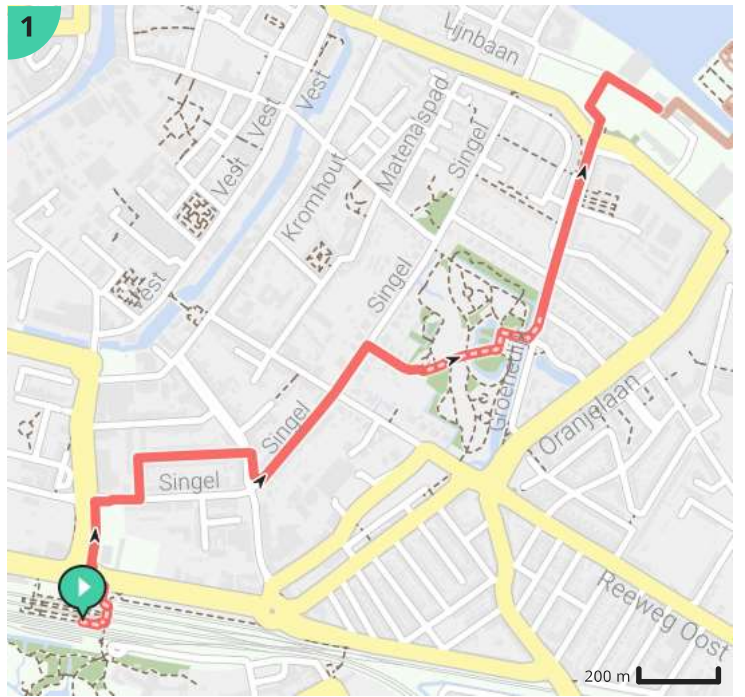 1
Lijnbaan
Vest
Vest
Matenaspad
Singel
Vest
Kromhout
Singel
Vest
Groenedijk
Oranjelaan
Singel
Singel
Reeweg Oost
200 m